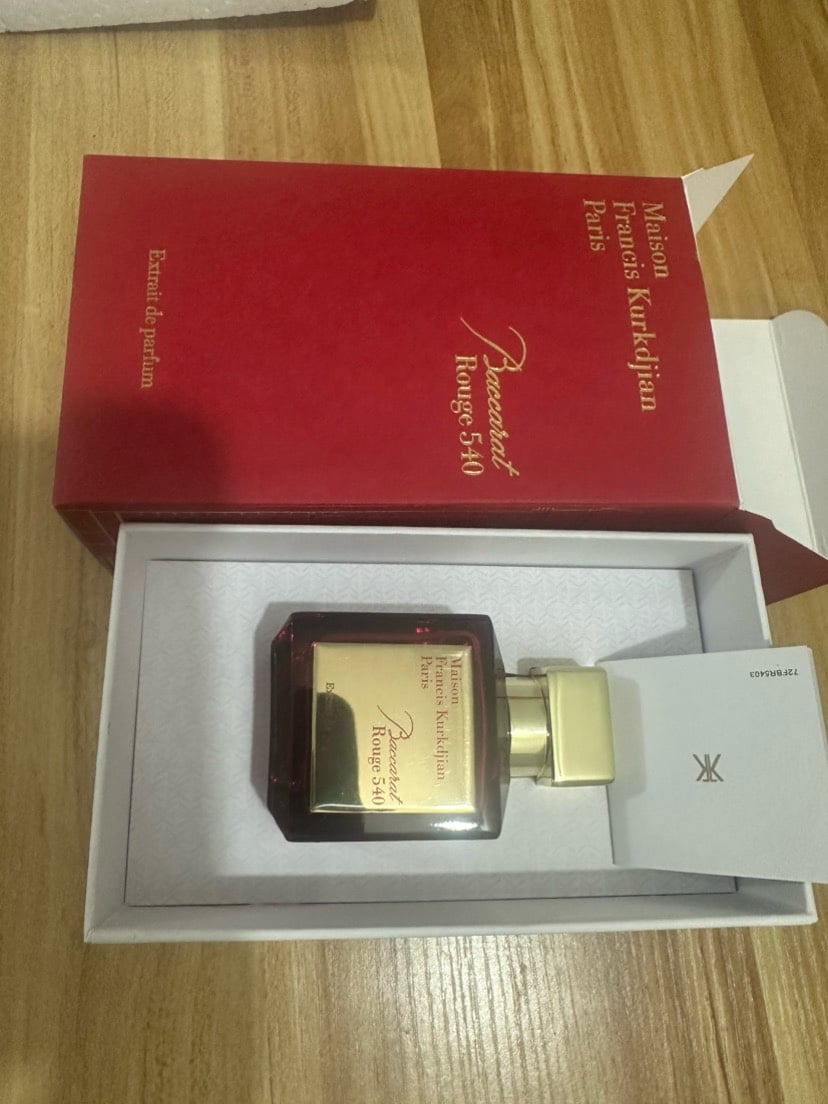 Maison
Francis Kurkdjian
Paris
Baccarat
Rouge 540
Extrait de parfum
Maison
Francis Kurkdjian
Paris
Baccarat
Rouge 540
72FBR5403